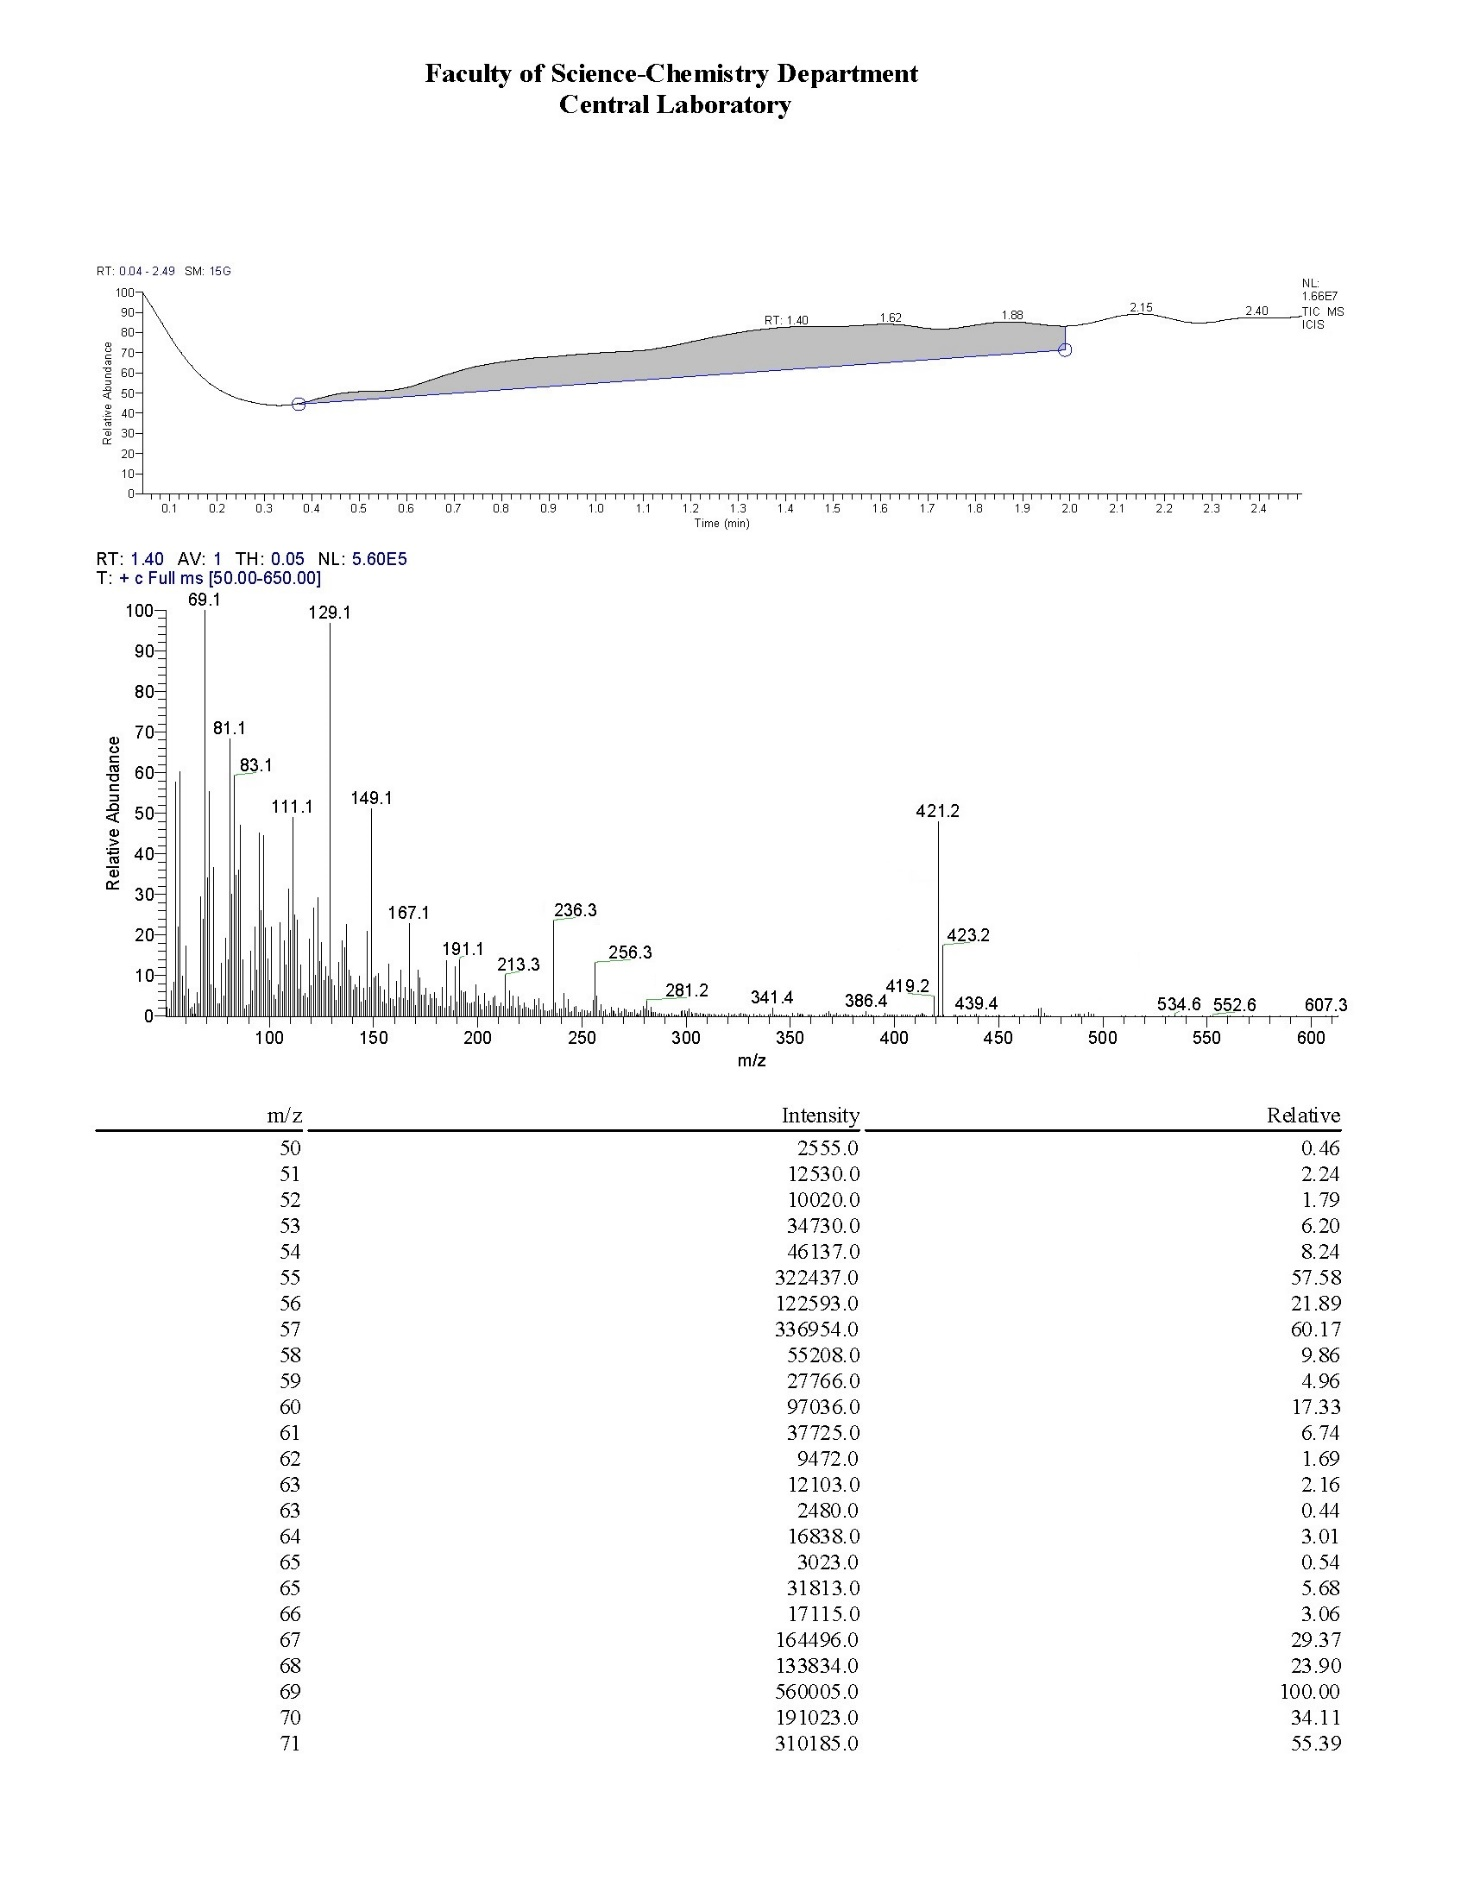 Faculty of Science-Chemistry Department
Central Laboratory
RT: 0.04 - 2.49 SM: 15G
NL:
1.66E7
TIC MS
ICIS
100
90
80
70
60
50
40
30
20
10
0
Relative Abundance
RT: 1.40
1.62
1.88
2.15
2.40
0.1 0.2 0.3 0.4 0.5 0.6 0.7 0.8 0.9 1.0 1.1 1.2 1.3 1.4 1.5 1.6 1.7 1.8 1.9 2.0 2.1 2.2 2.3 2.4
Time (min)
RT: 1.40 AV: 1 TH: 0.05 NL: 5.60E5
T: + c Full ms [50.00-650.00]
100
90
80
70
60
50
40
30
20
10
0
Relative Abundance
69.1
129.1
81.1
83.1
111.1
149.1
421.2
167.1
236.3
191.1
423.2
213.3
256.3
281.2
341.4
386.4
419.2
439.4
534.6
552.6
607.3
100 150 200 250 300 350 400 450 500 550 600
m/z
m/z Intensity Relative
50 2555.0 0.46
51 12530.0 2.24
52 10020.0 1.79
53 34730.0 6.20
54 46137.0 8.24
55 322437.0 57.58
56 122593.0 21.89
57 336954.0 60.17
58 55208.0 9.86
59 27766.0 4.96
60 97036.0 17.33
61 37725.0 6.74
62 9472.0 1.69
63 12103.0 2.16
63 2480.0 0.44
64 16838.0 3.01
65 3023.0 0.54
65 31813.0 5.68
66 17115.0 3.06
67 164496.0 29.37
68 133834.0 23.90
69 560005.0 100.00
70 191023.0 34.11
71 310185.0 55.39